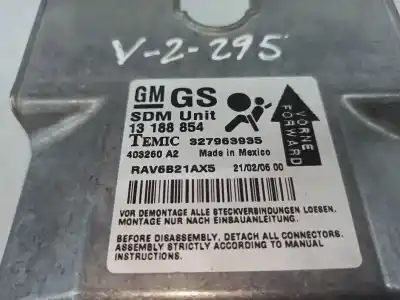 V-2-295
GM GS
SDM Unit
13 188 854
TEMIC 327963935
403260 A2 Made in Mexico
RAV6B21AX5 21/02/06 00
VORNE
FORWARD
VOR DEMONTAGE ALLE STECKVERBINDUNGEN LOESEN.
MONTAGE NUR NACH EINBAUANLEITUNG.
BEFORE DISASSEMBLY, DETACH ALL CONNECTORS.
ASSEMBLY STRICTLY ACCORDING TO MANUAL
INSTRUCTIONS.